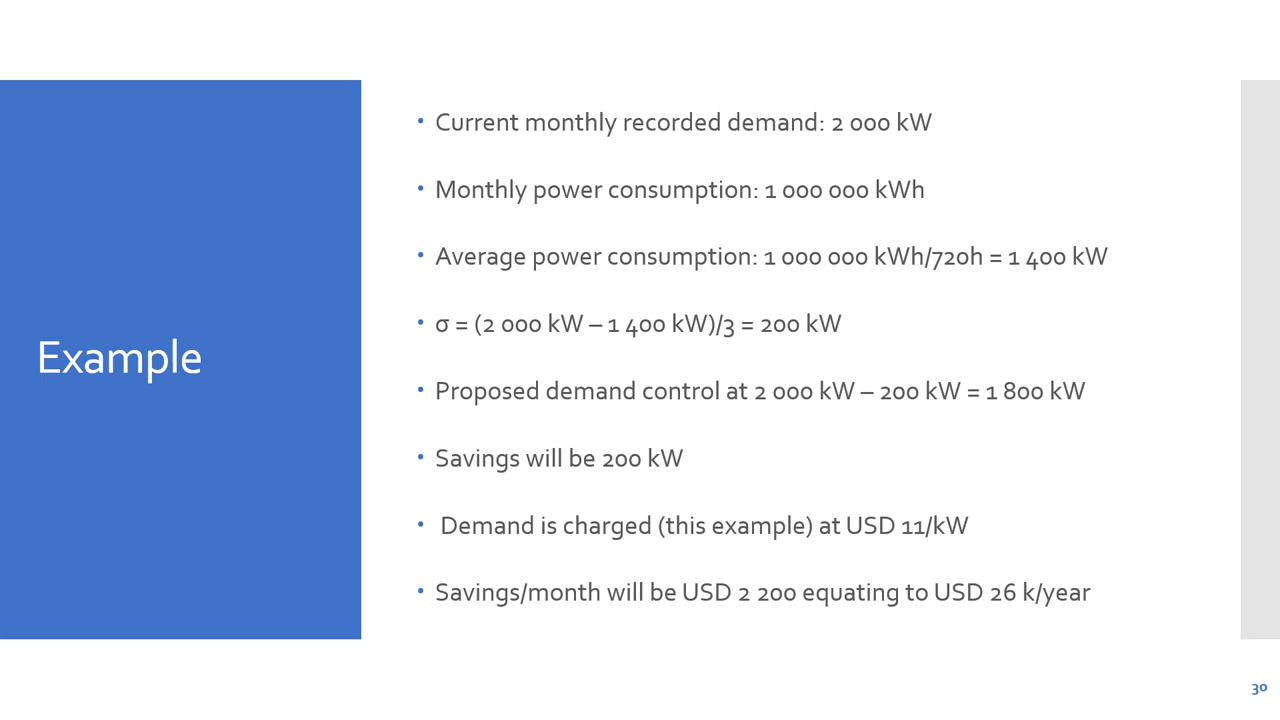 Example
• Current monthly recorded demand: 2 000 kW
• Monthly power consumption: 1 000 000 kWh
• Average power consumption: 1 000 000 kWh/720h = 1 400 kW
• σ = (2 000 kW – 1 400 kW)/3 = 200 kW
• Proposed demand control at 2 000 kW – 200 kW = 1 800 kW
• Savings will be 200 kW
• Demand is charged (this example) at USD 11/kW
• Savings/month will be USD 2 200 equating to USD 26 k/year
30